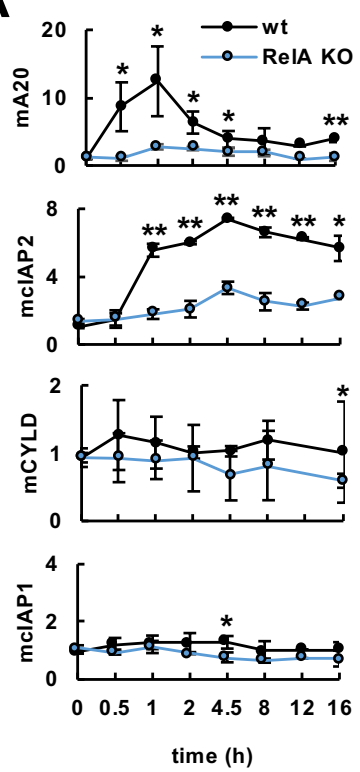 A
wt
RelA KO
mA20
20
10
0
* * * * **
mcIAP2
8
4
0
** ** ** ** ** *
mCYLD
2
1
0
*
mcIAP1
4
2
0
*
0 0.5 1 2 4.5 8 12 16
time (h)